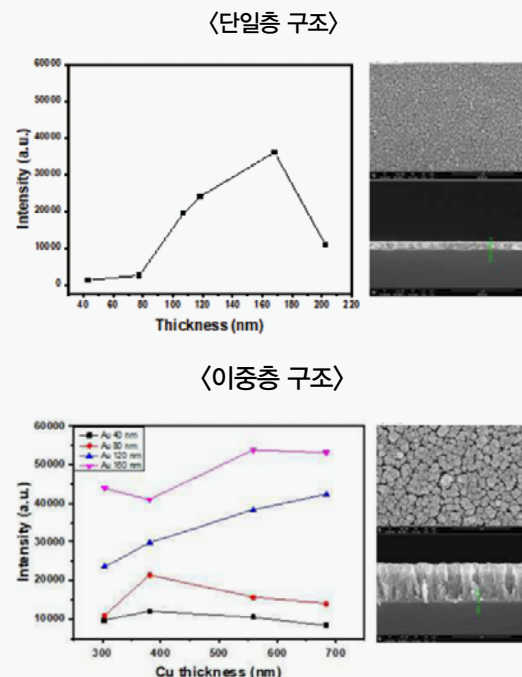 〈단일층 구조〉
60000
50000
40000
30000
20000
10000
0
Intensity (a.u.)
40 60 80 100 120 140 160 180 200 220
Thickness (nm)
〈이중층 구조〉
60000
50000
40000
30000
20000
10000
Intensity (a.u.)
Au 40 nm
Au 80 nm
Au 120 nm
Au 160 nm
300 400 500 600 700
Cu thickness (nm)